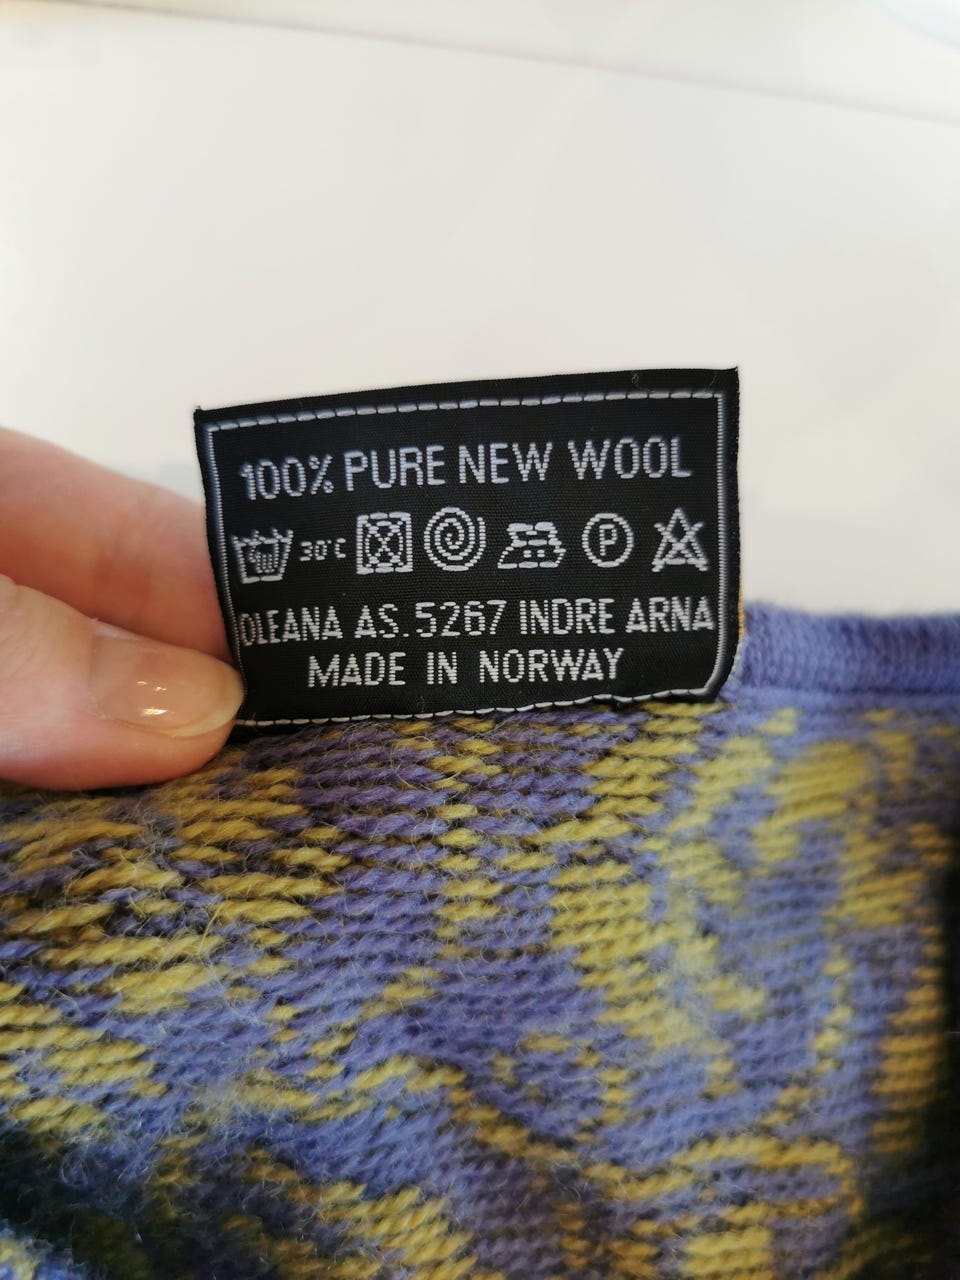 100% PURE NEW WOOL
30°C P
OLEANA AS. 5267 INDRE ARNA
MADE IN NORWAY